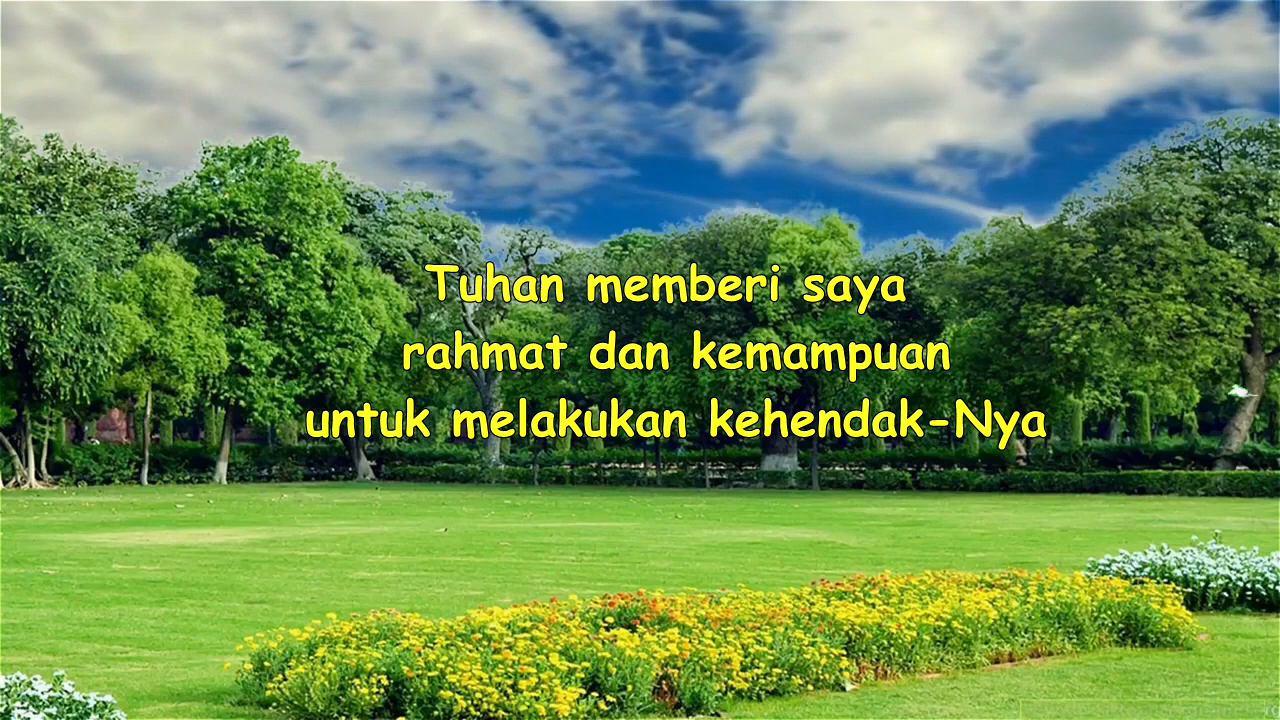 Tuhan memberi saya
rahmat dan kemampuan
untuk melakukan kehendak-Nya